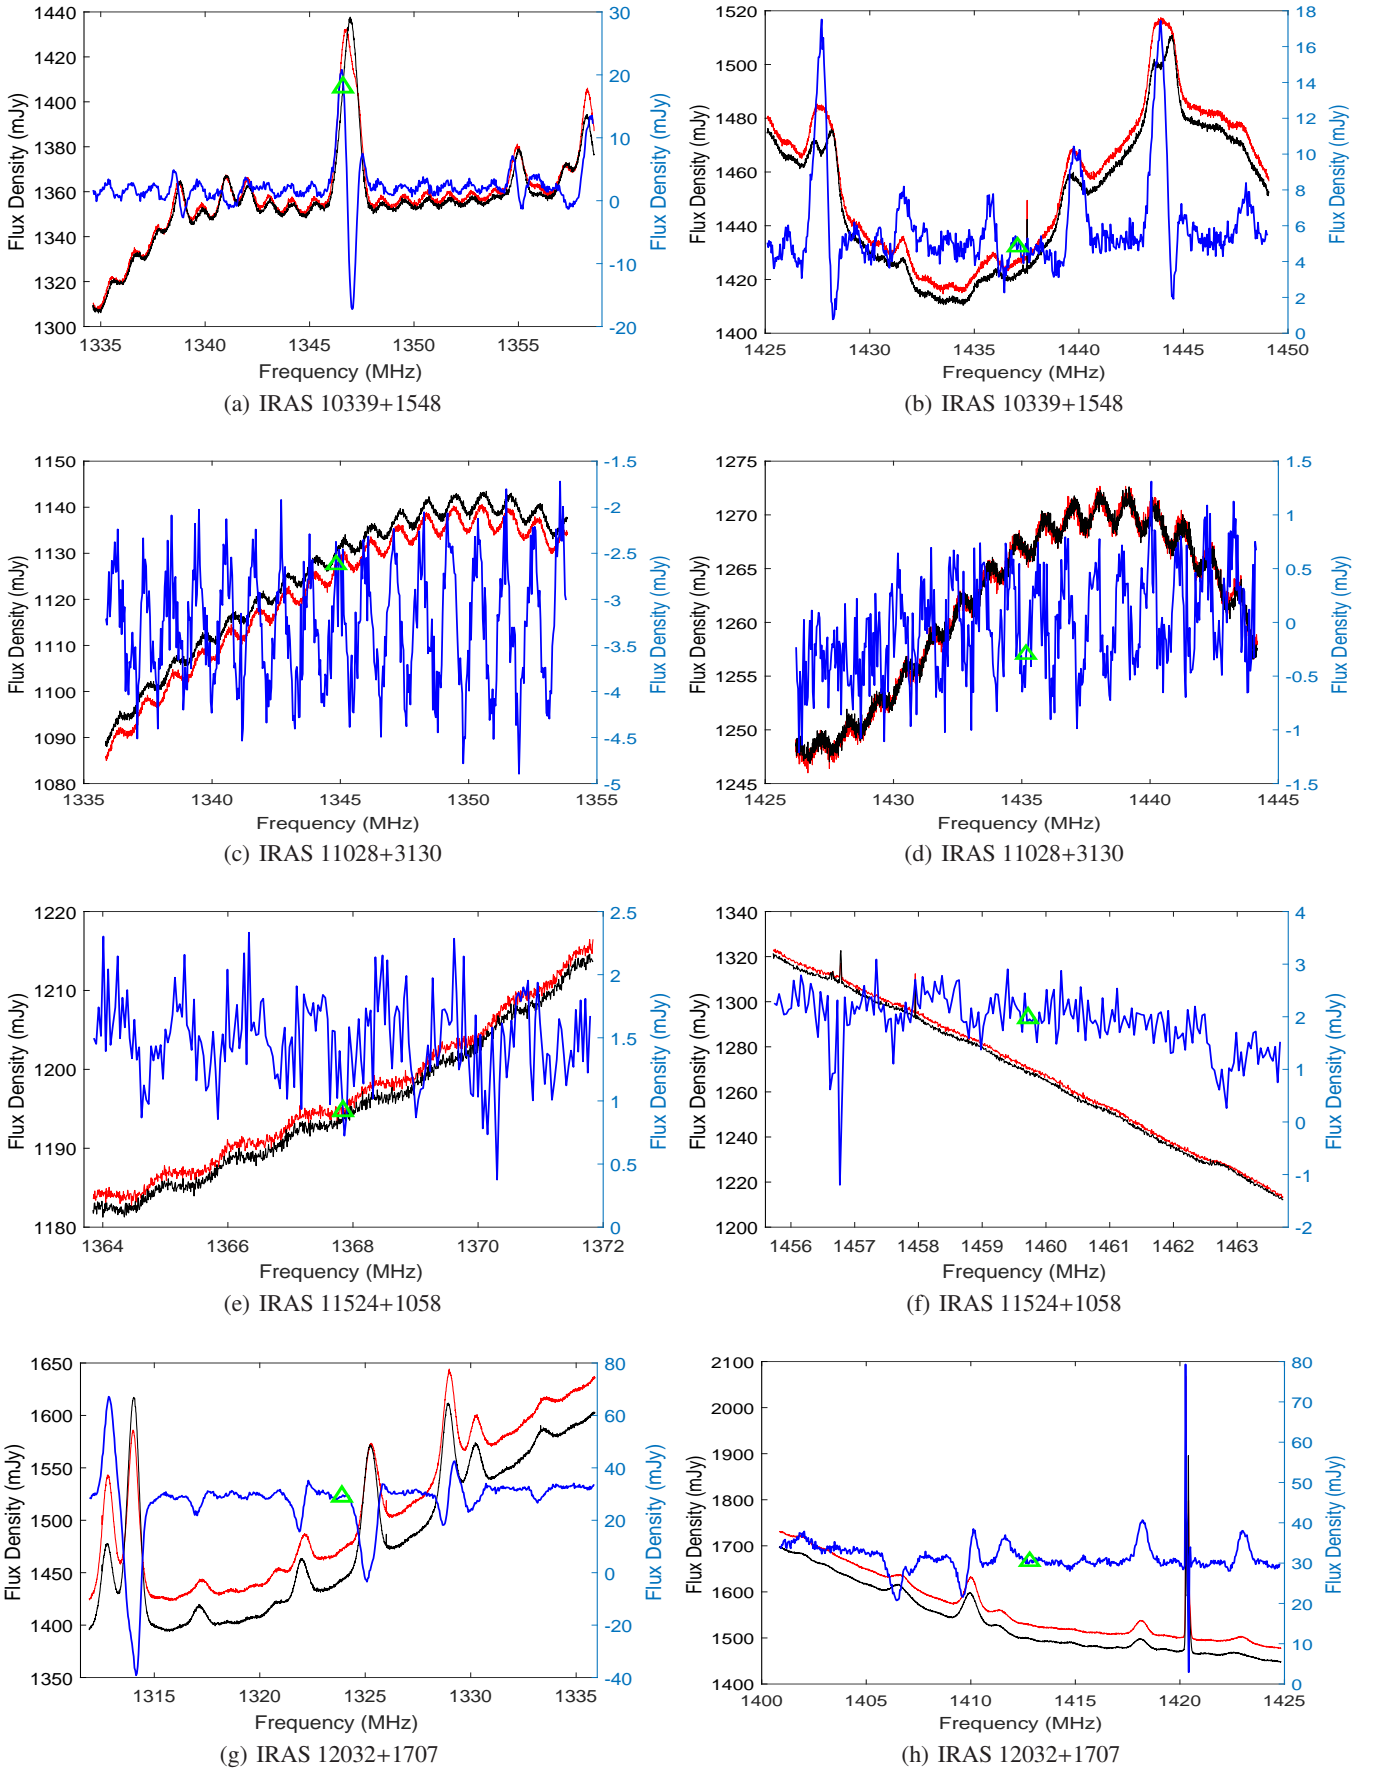 1440
1420
1400
1380
1360
1340
1320
1300
30
20
10
0
-10
-20
1335 1340 1345 1350 1355
Flux Density (mJy)
Flux Density (mJy)
Frequency (MHz)
(a) IRAS 10339+1548
1520
1500
1480
1460
1440
1420
1400
18
16
14
12
10
8
6
4
2
0
1425 1430 1435 1440 1445 1450
Flux Density (mJy)
Flux Density (mJy)
Frequency (MHz)
(b) IRAS 10339+1548
1150
1140
1130
1120
1110
1100
1090
1080
-1.5
-2
-2.5
-3
-3.5
-4
-4.5
-5
1335 1340 1345 1350 1355
Flux Density (mJy)
Flux Density (mJy)
Frequency (MHz)
(c) IRAS 11028+3130
1275
1270
1265
1260
1255
1250
1245
1.5
1
0.5
0
-0.5
-1
-1.5
1425 1430 1435 1440 1445
Flux Density (mJy)
Flux Density (mJy)
Frequency (MHz)
(d) IRAS 11028+3130
1220
1210
1200
1190
1180
2.5
2
1.5
1
0.5
0
1364 1366 1368 1370 1372
Flux Density (mJy)
Flux Density (mJy)
Frequency (MHz)
(e) IRAS 11524+1058
1340
1320
1300
1280
1260
1240
1220
1200
4
3
2
1
0
-1
-2
1456 1457 1458 1459 1460 1461 1462 1463
Flux Density (mJy)
Flux Density (mJy)
Frequency (MHz)
(f) IRAS 11524+1058
1650
1600
1550
1500
1450
1400
1350
80
60
40
20
0
-20
-40
1315 1320 1325 1330 1335
Flux Density (mJy)
Flux Density (mJy)
Frequency (MHz)
(g) IRAS 12032+1707
2100
2000
1900
1800
1700
1600
1500
1400
80
70
60
50
40
30
20
10
0
1400 1405 1410 1415 1420 1425
Flux Density (mJy)
Flux Density (mJy)
Frequency (MHz)
(h) IRAS 12032+1707